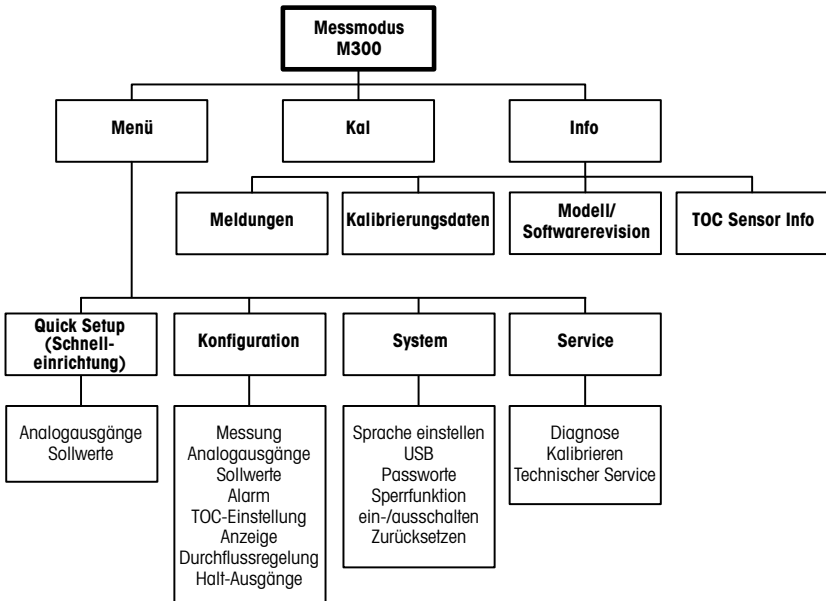 Messmodus
M300
Menü
Kal
Info
Meldungen
Kalibrierungsdaten
Modell/
Softwarerevision
TOC Sensor Info
Quick Setup
(Schnell-
einrichtung)
Konfiguration
System
Service
Analogausgänge
Sollwerte
Messung
Analogausgänge
Sollwerte
Alarm
TOC-Einstellung
Anzeige
Durchflussregelung
Halt-Ausgänge
Sprache einstellen
USB
Passworte
Sperrfunktion
ein-/ausschalten
Zurücksetzen
Diagnose
Kalibrieren
Technischer Service